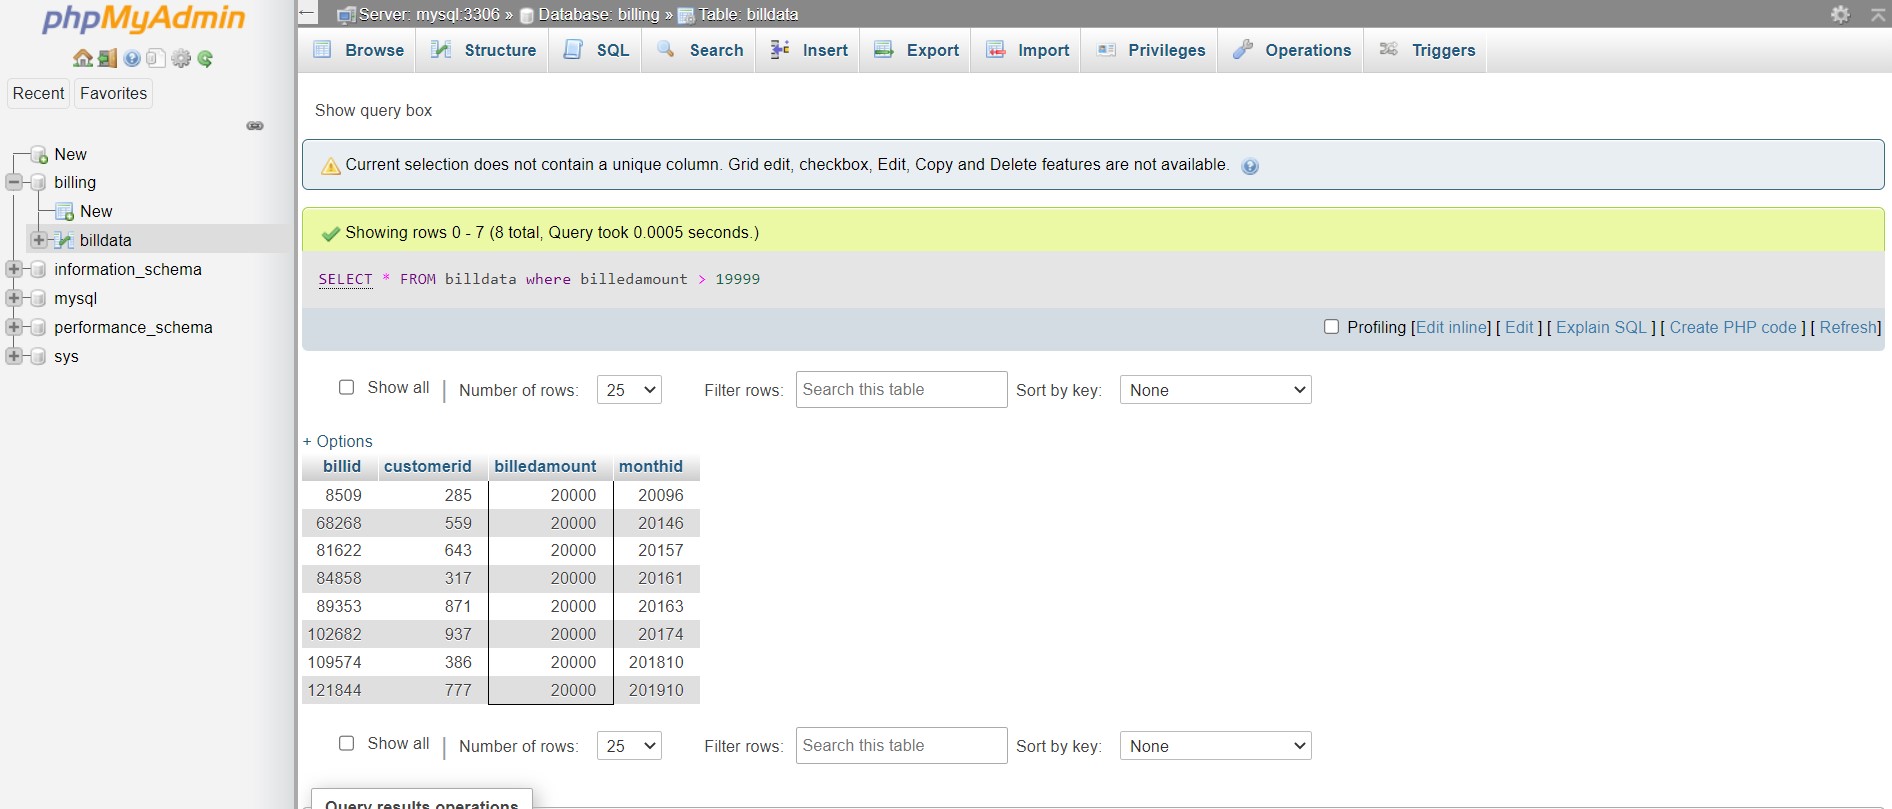 phpMyAdmin
Recent Favorites
New
billing
New
billdata
information_schema
mysql
performance_schema
sys
Server: mysql:3306 » Database: billing » Table: billdata
Browse Structure SQL Search Insert Export Import Privileges Operations Triggers
Show query box
Current selection does not contain a unique column. Grid edit, checkbox, Edit, Copy and Delete features are not available.
Showing rows 0 - 7 (8 total, Query took 0.0005 seconds.)
SELECT * FROM billdata where billedamount > 19999
Profiling [Edit inline] [ Edit ] [ Explain SQL ] [ Create PHP code ] [ Refresh]
Show all | Number of rows: 25 Filter rows: Search this table Sort by key: None
+ Options
billid customerid billedamount monthid
8509 285 20000 20096
68268 559 20000 20146
81622 643 20000 20157
84858 317 20000 20161
89353 871 20000 20163
102682 937 20000 20174
109574 386 20000 201810
121844 777 20000 201910
Show all | Number of rows: 25 Filter rows: Search this table Sort by key: None
Query results operations